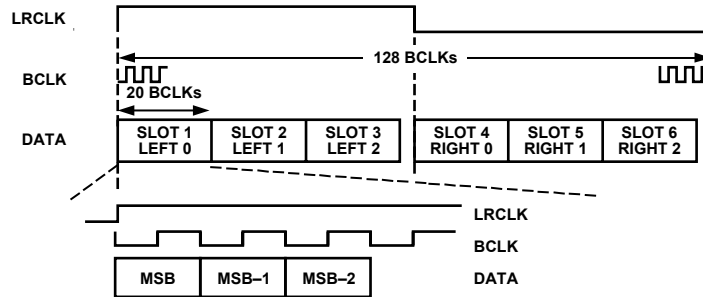 LRCLK
128 BCLKs
BCLK
20 BCLKs
DATA
SLOT 1
LEFT 0
SLOT 2
LEFT 1
SLOT 3
LEFT 2
SLOT 4
RIGHT 0
SLOT 5
RIGHT 1
SLOT 6
RIGHT 2
LRCLK
BCLK
MSB
MSB–1
MSB–2
DATA